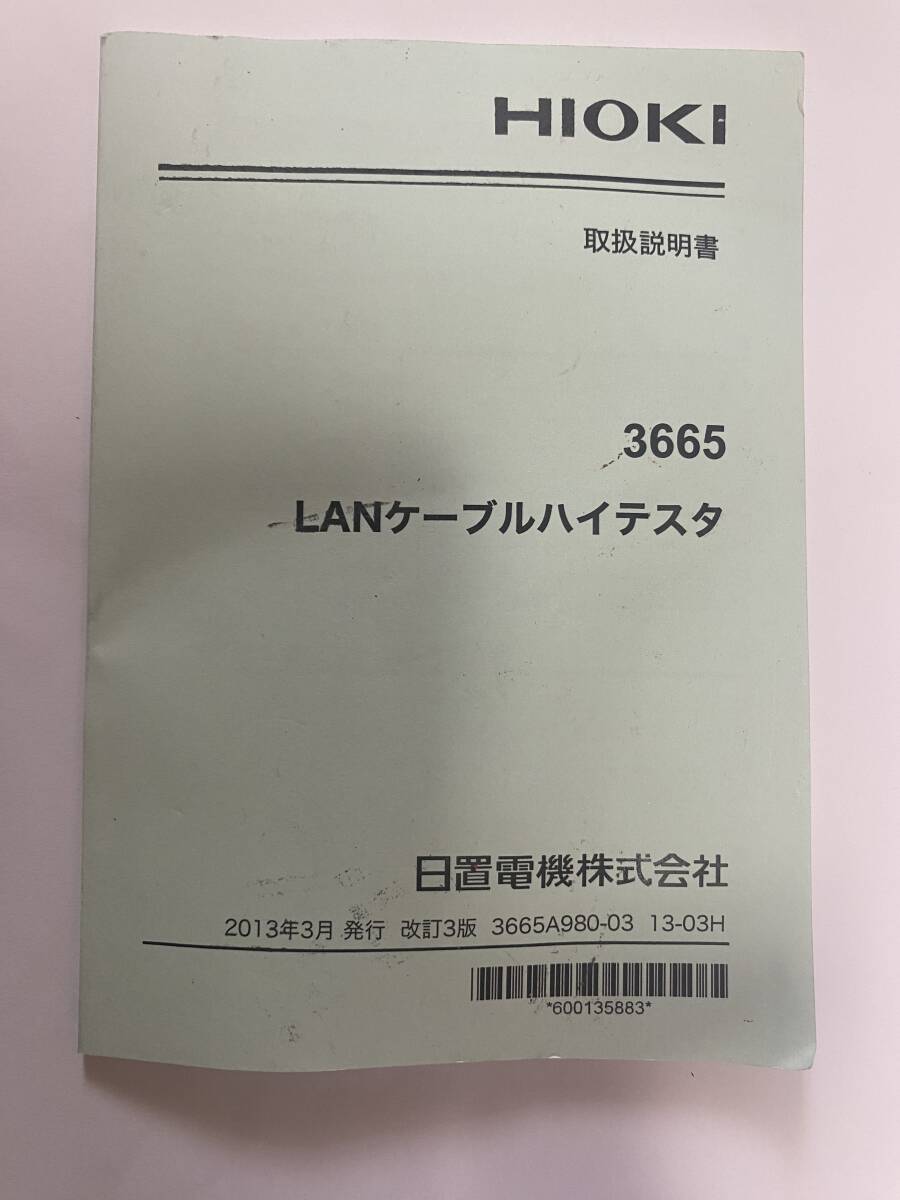 HIOKI
取扱説明書
3665
LANケーブルハイテスタ
日置電機株式会社
2013年3月 発行 改訂3版 3665A980-03 13-03H
*600135883*